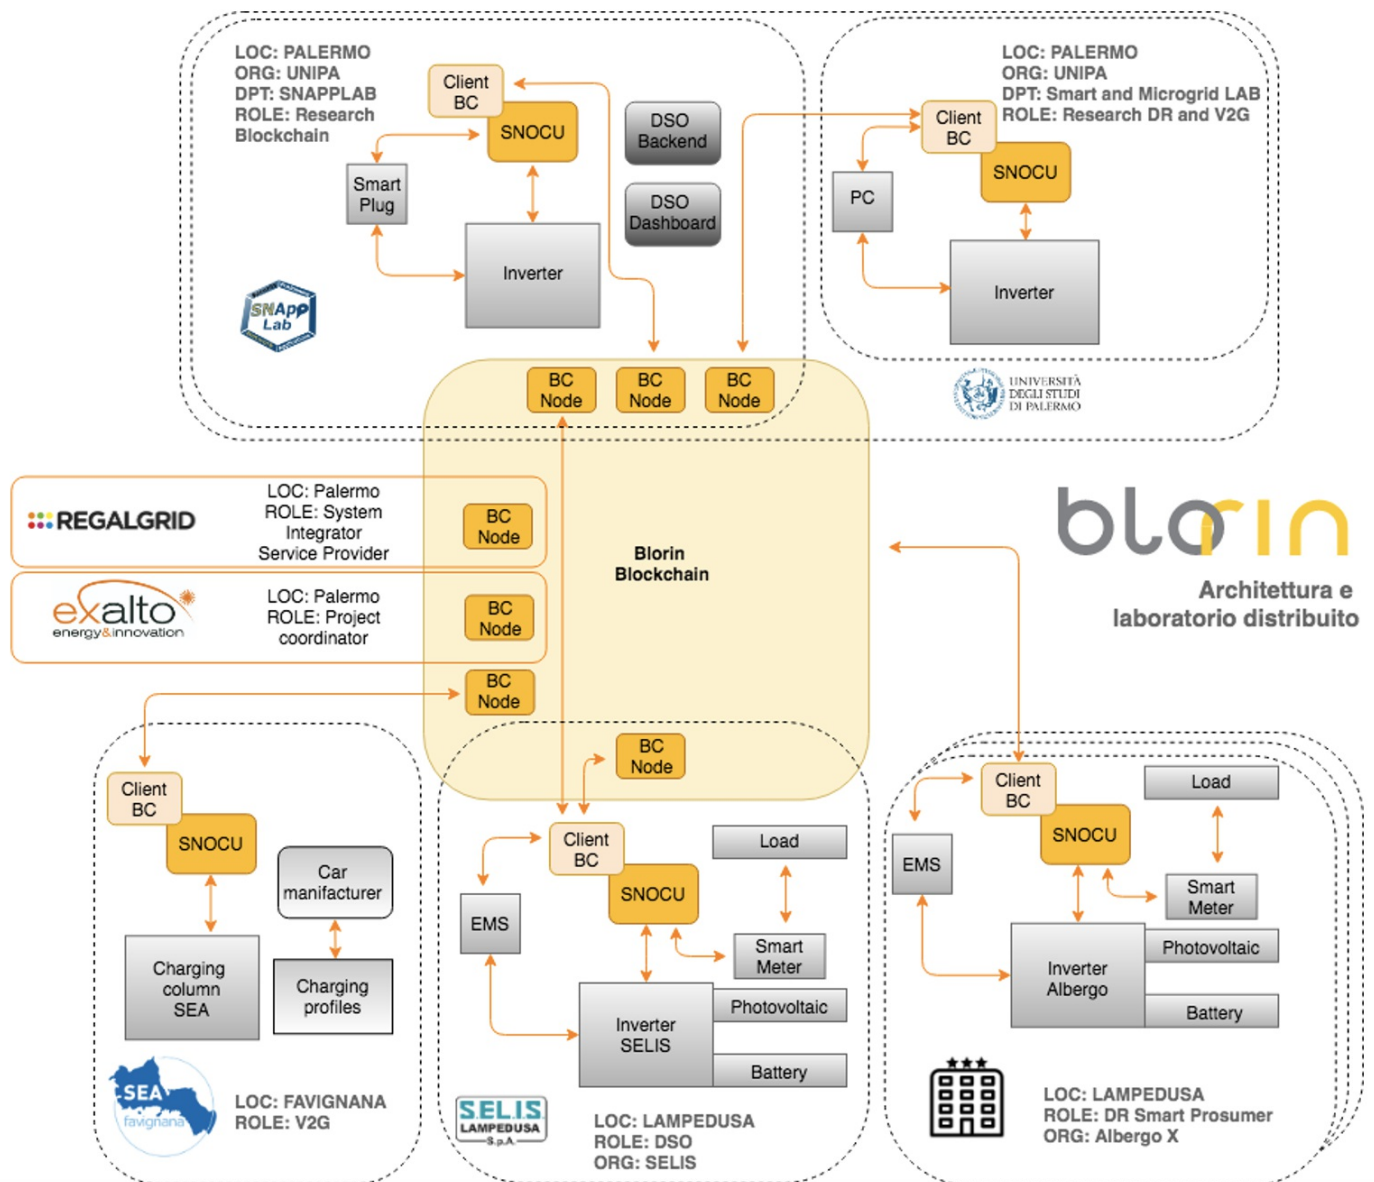 LOC: PALERMO
ORG: UNIPA
DPT: SNAPPLAB
ROLE: Research
Blockchain
Client
BC
SNOCU
Smart
Plug
Inverter
DSO
Backend
DSO
Dashboard
SNApp
Lab
LOC: PALERMO
ORG: UNIPA
DPT: Smart and Microgrid LAB
ROLE: Research DR and V2G
Client
BC
SNOCU
PC
Inverter
UNIVERSITÀ
DEGLI STUDI
DI PALERMO
BC
Node
BC
Node
BC
Node
REGALGRID
LOC: Palermo
ROLE: System
Integrator
Service Provider
BC
Node
exalto
energy&innovation
LOC: Palermo
ROLE: Project
coordinator
BC
Node
BC
Node
Blorin
Blockchain
BC
Node
blorin
Architettura e
laboratorio distribuito
Client
BC
SNOCU
Car
manifacturer
Charging
column
SEA
Charging
profiles
SEA
favignana
LOC: FAVIGNANA
ROLE: V2G
Client
BC
SNOCU
Load
EMS
Smart
Meter
Inverter
SELIS
Photovoltaic
Battery
S.EL.I.S.
LAMPEDUSA
S.p.A.
LOC: LAMPEDUSA
ROLE: DSO
ORG: SELIS
Client
BC
SNOCU
Load
EMS
Smart
Meter
Inverter
Albergo
Photovoltaic
Battery
LOC: LAMPEDUSA
ROLE: DR Smart Prosumer
ORG: Albergo X